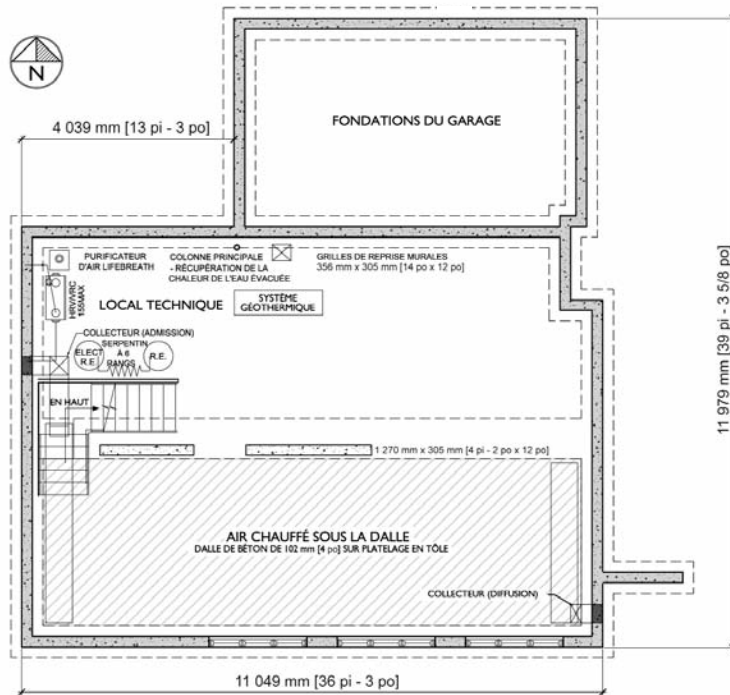 N
4 039 mm [13 pi - 3 po]
FONDATIONS DU GARAGE
PURIFICATEUR
D'AIR LIFEBREATH
COLONNE PRINCIPALE
- RÉCUPÉRATION DE LA
CHALEUR DE L'EAU ÉVACUÉE
GRILLES DE REPRISE MURALES
356 mm x 305 mm [14 po x 12 po]
HRV/VRC
155MAX
LOCAL TECHNIQUE
SYSTÈME
GÉOTHERMIQUE
COLLECTEUR (ADMISSION)
SERPENTIN
À 6
RANGS
ELECT
R.E
R.E.
EN HAUT
1 270 mm x 305 mm [4 pi - 2 po x 12 po]
AIR CHAUFFÉ SOUS LA DALLE
DALLE DE BÉTON DE 102 mm [4 po] SUR PLATELAGE EN TÔLE
COLLECTEUR (DIFFUSION)
11 049 mm [36 pi - 3 po]
11 979 mm [39 pi - 3 5/8 po]